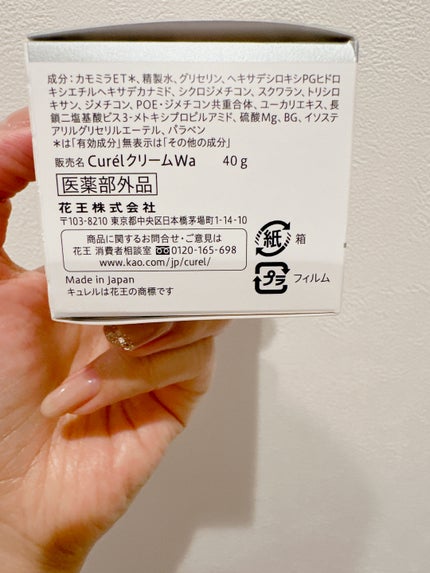 成分：カモミラET＊、精製水、グリセリン、ヘキサデシロキシPGヒドロ
キシエチルヘキサデカナミド、シクロジメチコン、スクワラン、トリシロ
キサン、ジメチコン、POE・ジメチコン共重合体、ユーカリエキス、長
鎖二塩基酸ビス3-メトキシプロピルアミド、硫酸Mg、BG、イソステ
アリルグリセリルエーテル、パラベン
＊は「有効成分」無表示は「その他の成分」
販売名 CurélクリームWa 40g
医薬部外品
花王株式会社
〒103-8210 東京都中央区日本橋茅場町1-14-10
商品に関するお問合せ・ご意見は
花王 消費者相談室 0120-165-698
www.kao.com/jp/curel/
Made in Japan
キュレルは花王の商標です
紙 箱
プラ フィルム